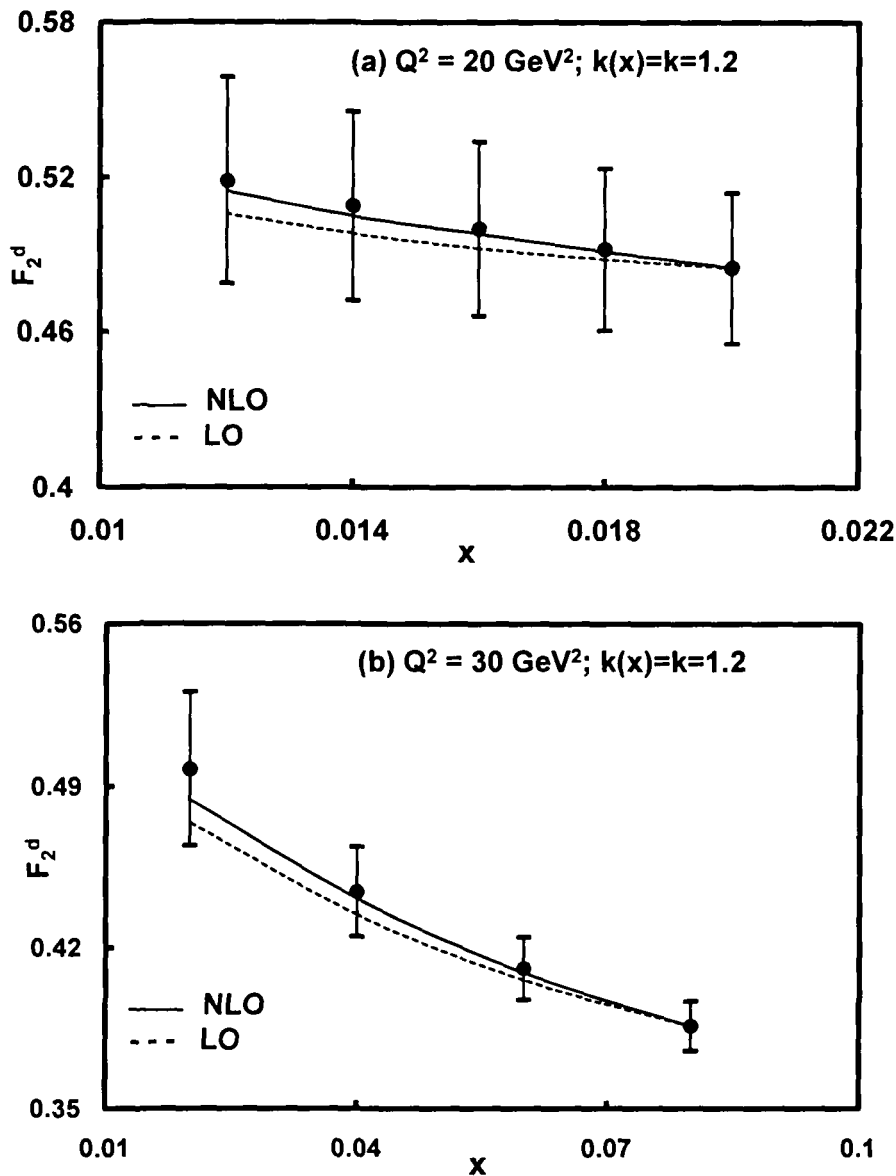 0.58
(a) Q² = 20 GeV²; k(x)=k=1.2
0.52
F₂ᵈ
0.46
NLO
LO
0.4
0.01 0.014 0.018 0.022
x
0.56
(b) Q² = 30 GeV²; k(x)=k=1.2
0.49
F₂ᵈ
0.42
NLO
LO
0.35
0.01 0.04 0.07 0.1
x